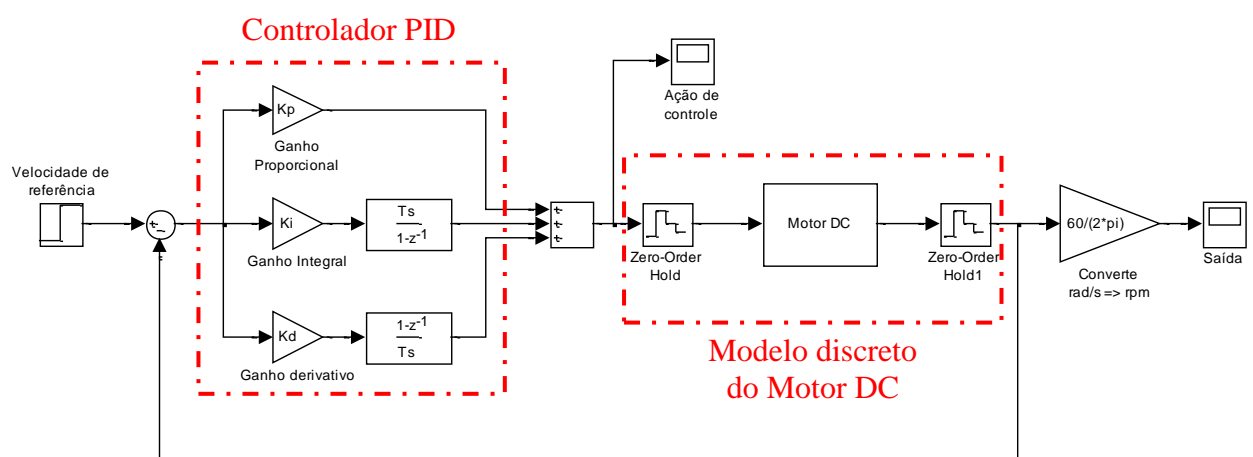 Controlador PID
Kp
Ganho
Proporcional
Ação de
controle
Velocidade de
referência
Ki
Ganho Integral
Ts
1-z-1
Kd
Ganho derivativo
1-z-1
Ts
Zero-Order
Hold
Motor DC
Zero-Order
Hold1
60/(2*pi)
Converte
rad/s => rpm
Saída
Modelo discreto
do Motor DC